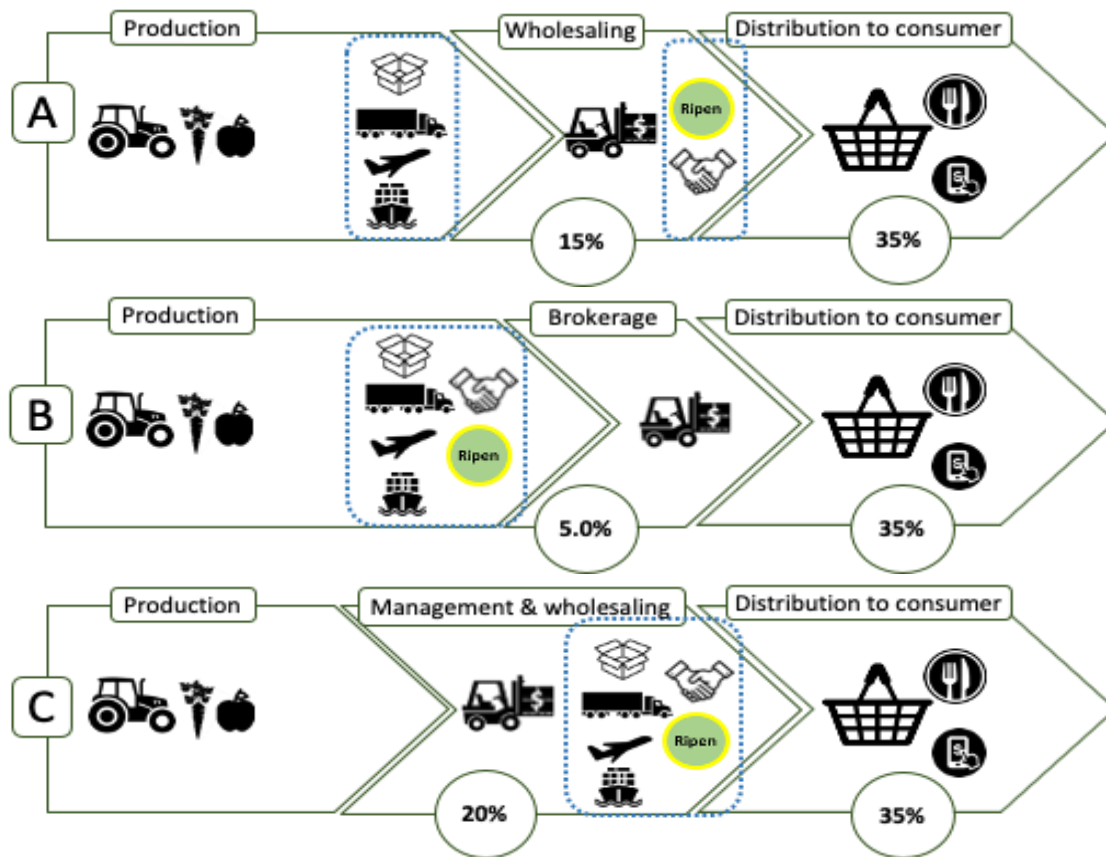 Production
Wholesaling
Distribution to consumer
A
Ripen
$
S
15%
35%
Production
Brokerage
Distribution to consumer
B
Ripen
$
S
5.0%
35%
Production
Management & wholesaling
Distribution to consumer
C
$
Ripen
S
20%
35%